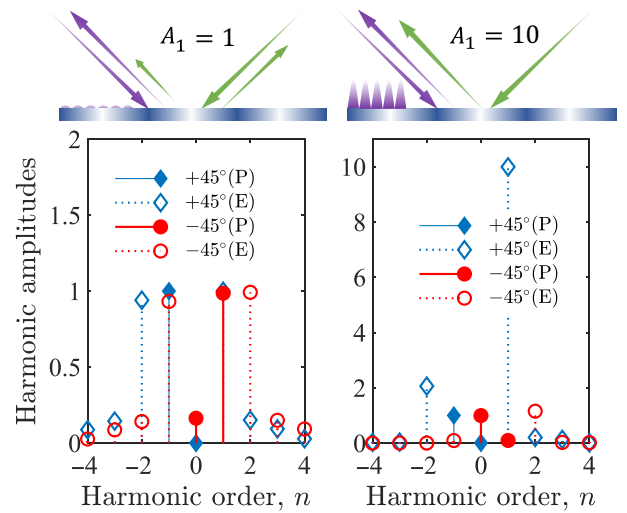 A₁ = 1
A₁ = 10
Harmonic amplitudes
2
1.5
1
0.5
0
+45°(P)
+45°(E)
−45°(P)
−45°(E)
−4 −2 0 2 4
Harmonic order, n
10
8
6
4
2
0
+45°(P)
+45°(E)
−45°(P)
−45°(E)
−4 −2 0 2 4
Harmonic order, n